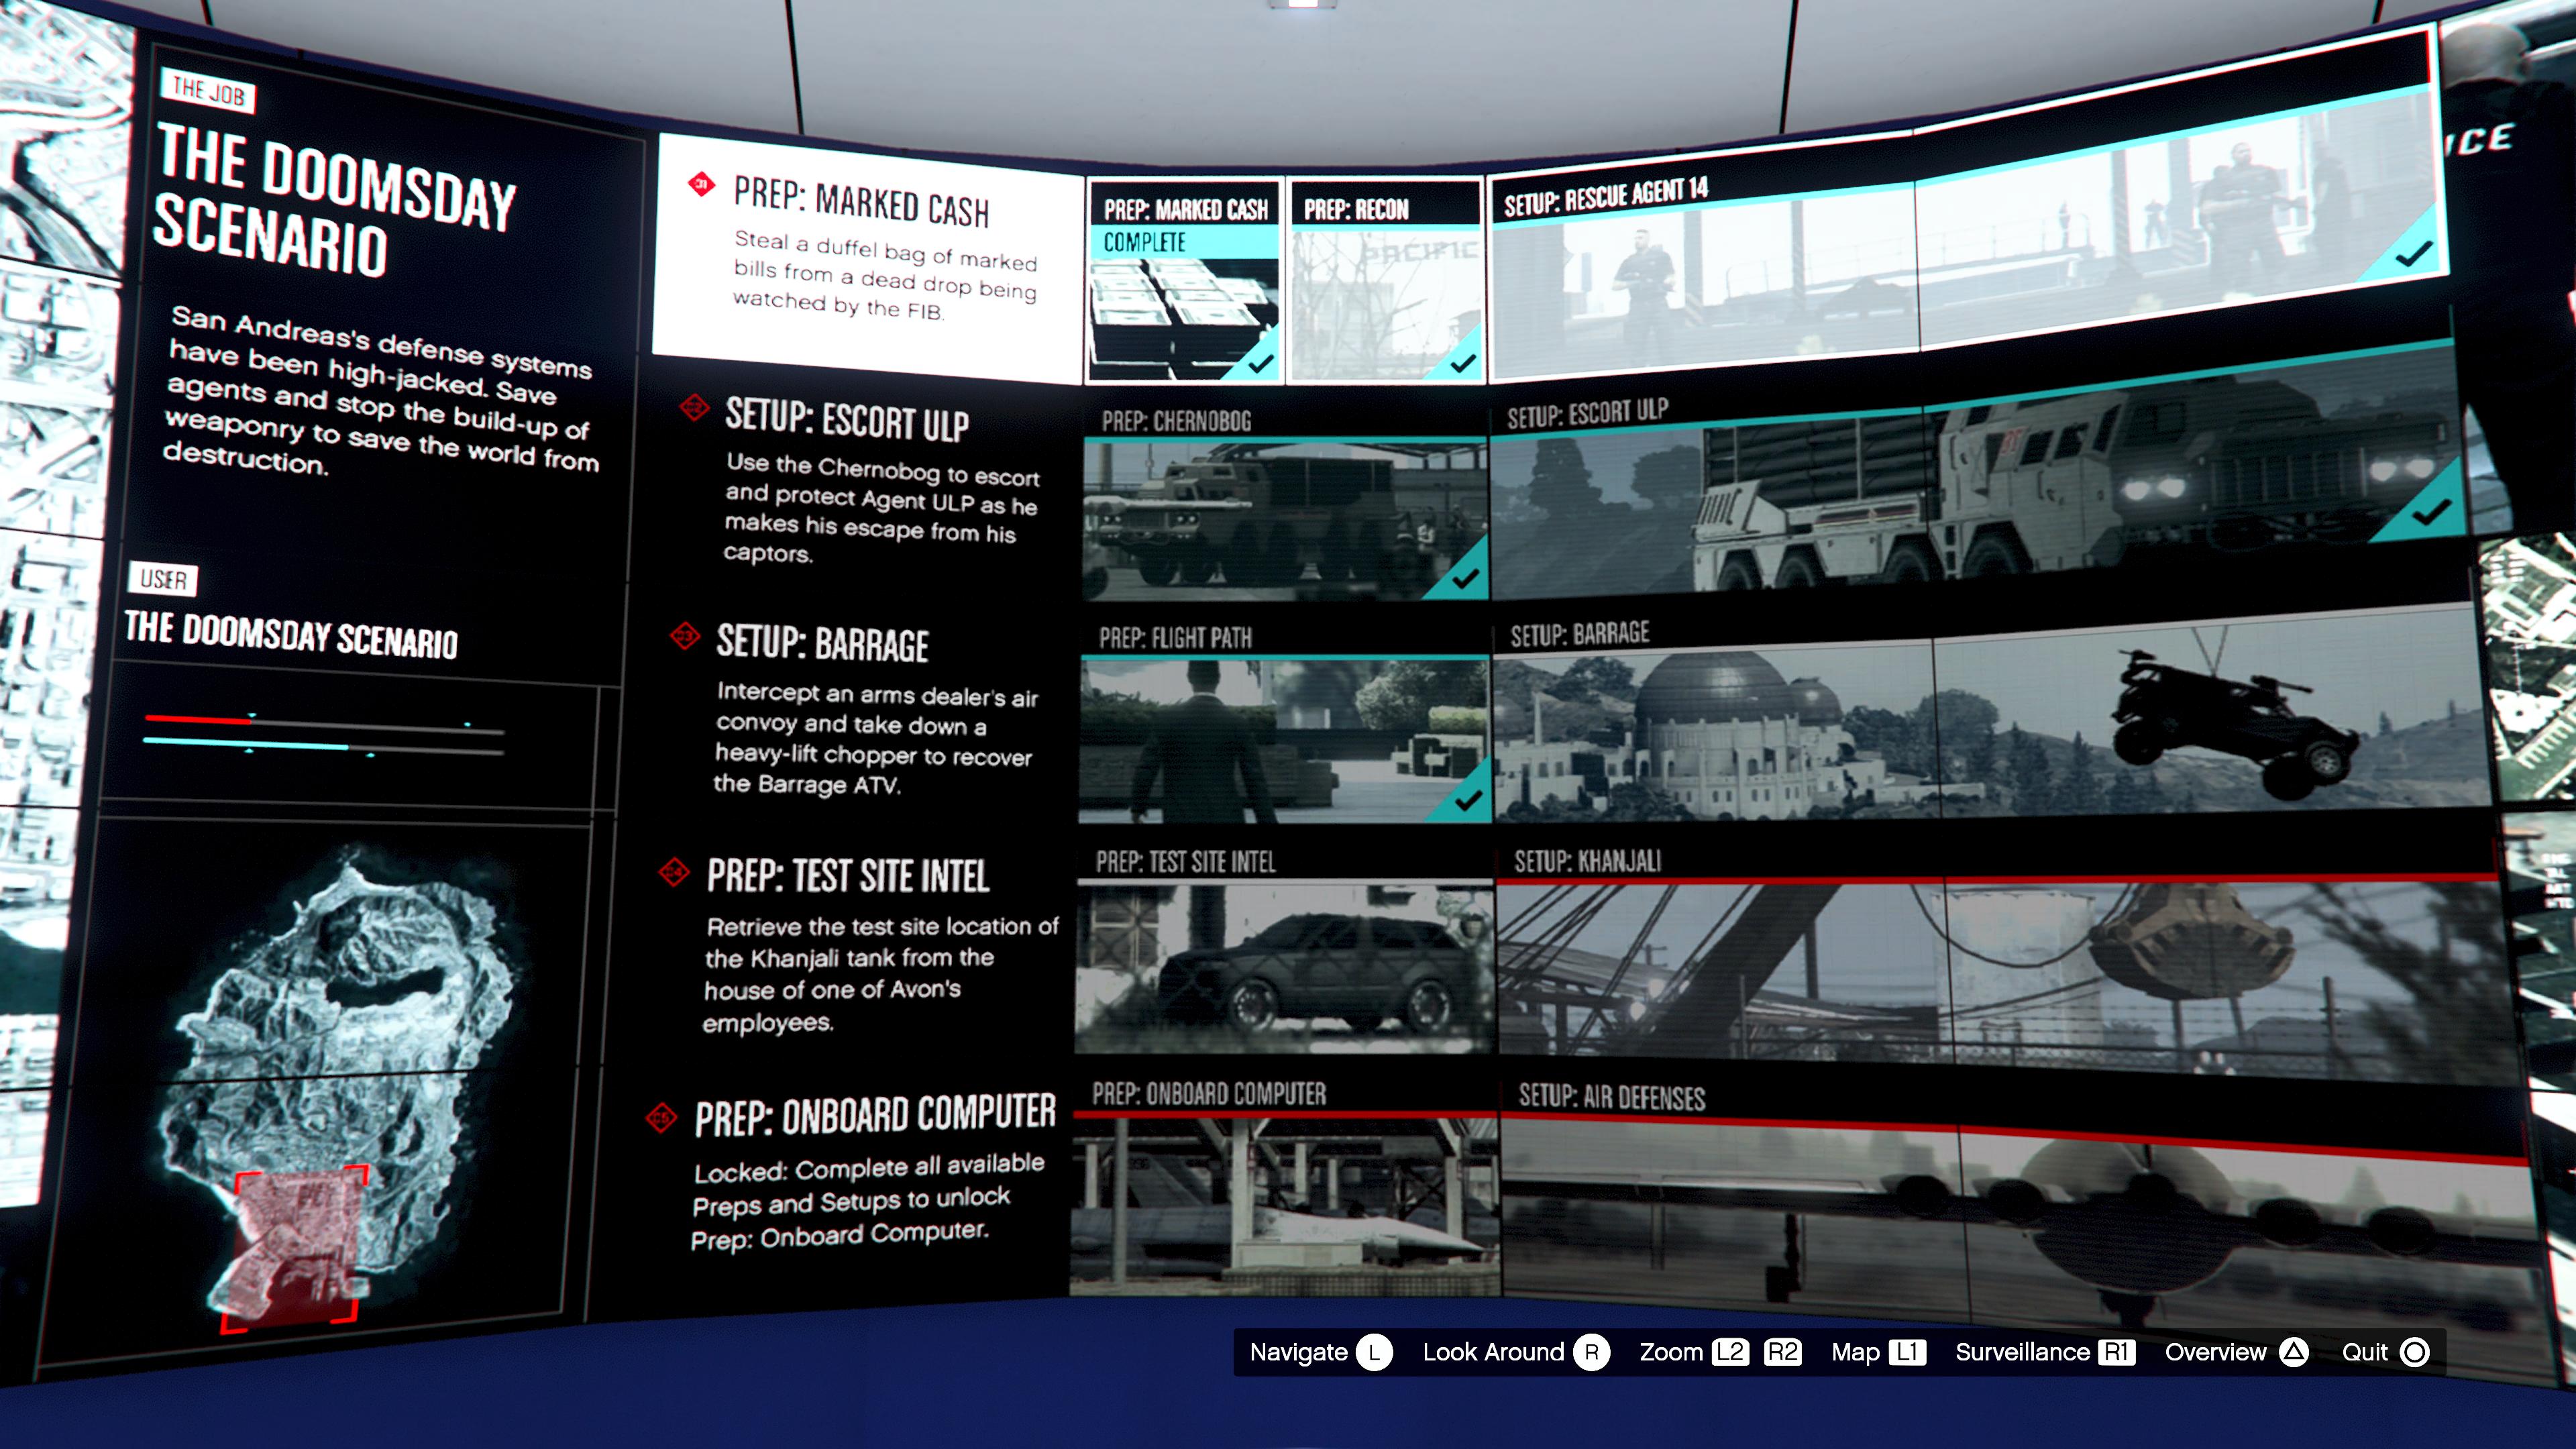 THE JOB
THE DOOMSDAY
SCENARIO
San Andreas's defense systems
have been high-jacked. Save
agents and stop the build-up of
weaponry to save the world from
destruction.
USER
THE DOOMSDAY SCENARIO
01
PREP: MARKED CASH
Steal a duffel bag of marked
bills from a dead drop being
watched by the FIB.
PREP: MARKED CASH
COMPLETE
PREP: RECON
PACIFIC
SETUP: RESCUE AGENT 14
ICE
02
SETUP: ESCORT ULP
Use the Chernobog to escort
and protect Agent ULP as he
makes his escape from his
captors.
PREP: CHERNOBOG
SETUP: ESCORT ULP
03
SETUP: BARRAGE
Intercept an arms dealer's air
convoy and take down a
heavy-lift chopper to recover
the Barrage ATV.
PREP: FLIGHT PATH
SETUP: BARRAGE
04
PREP: TEST SITE INTEL
Retrieve the test site location of
the Khanjali tank from the
house of one of Avon's
employees.
PREP: TEST SITE INTEL
SETUP: KHANJALI
05
PREP: ONBOARD COMPUTER
Locked: Complete all available
Preps and Setups to unlock
Prep: Onboard Computer.
PREP: ONBOARD COMPUTER
SETUP: AIR DEFENSES
Navigate L Look Around R Zoom L2 R2 Map L1 Surveillance R1 Overview Quit